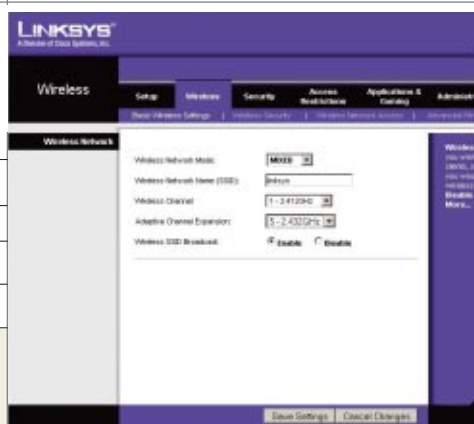 LINKSYS®
A Division of Cisco Systems, Inc.
Wireless
Setup Wireless Security Access Restrictions Applications & Gaming Administr
Basic Wireless Settings | Wireless Security | Wireless Network Access |
Wireless Network
Wireless Network Mode: MIXED
Wireless Network Name (SSID): linksys
Wireless Channel: 1 - 2.412GHz
Adaptive Channel Expansion: 5 - 2.432GHz
Wireless SSID Broadcast: Enable Disable
More...
Save Settings Cancel Changes